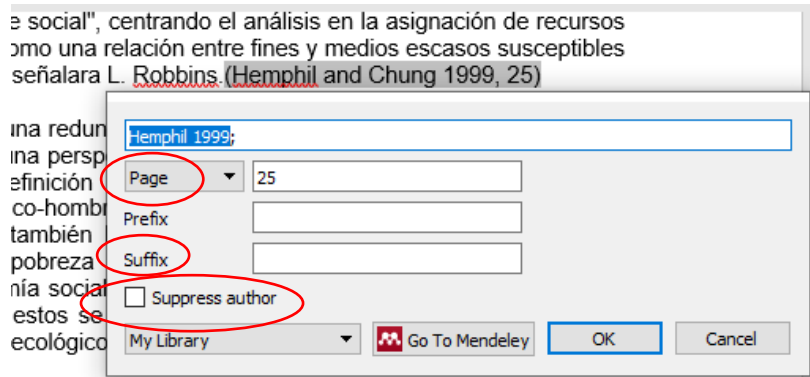 e social", centrando el análisis en la asignación de recursos
omo una relación entre fines y medios escasos susceptibles
señalara L. Robbins.(Hemphil and Chung 1999, 25)
una redun
Hemphil 1999;
una persp
efinición
Page 25
co-hombr
Prefix
también
pobreza
Suffix
mía social
Suppress author
estos se
ecológico
My Library Go To Mendeley OK Cancel